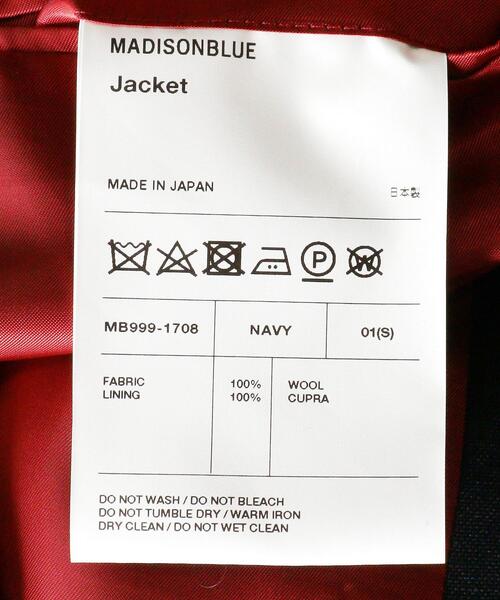 MADISONBLUE
Jacket
MADE IN JAPAN 日本製
P W
MB999-1708 NAVY 01(S)
FABRIC 100% WOOL
LINING 100% CUPRA
DO NOT WASH / DO NOT BLEACH
DO NOT TUMBLE DRY / WARM IRON
DRY CLEAN / DO NOT WET CLEAN